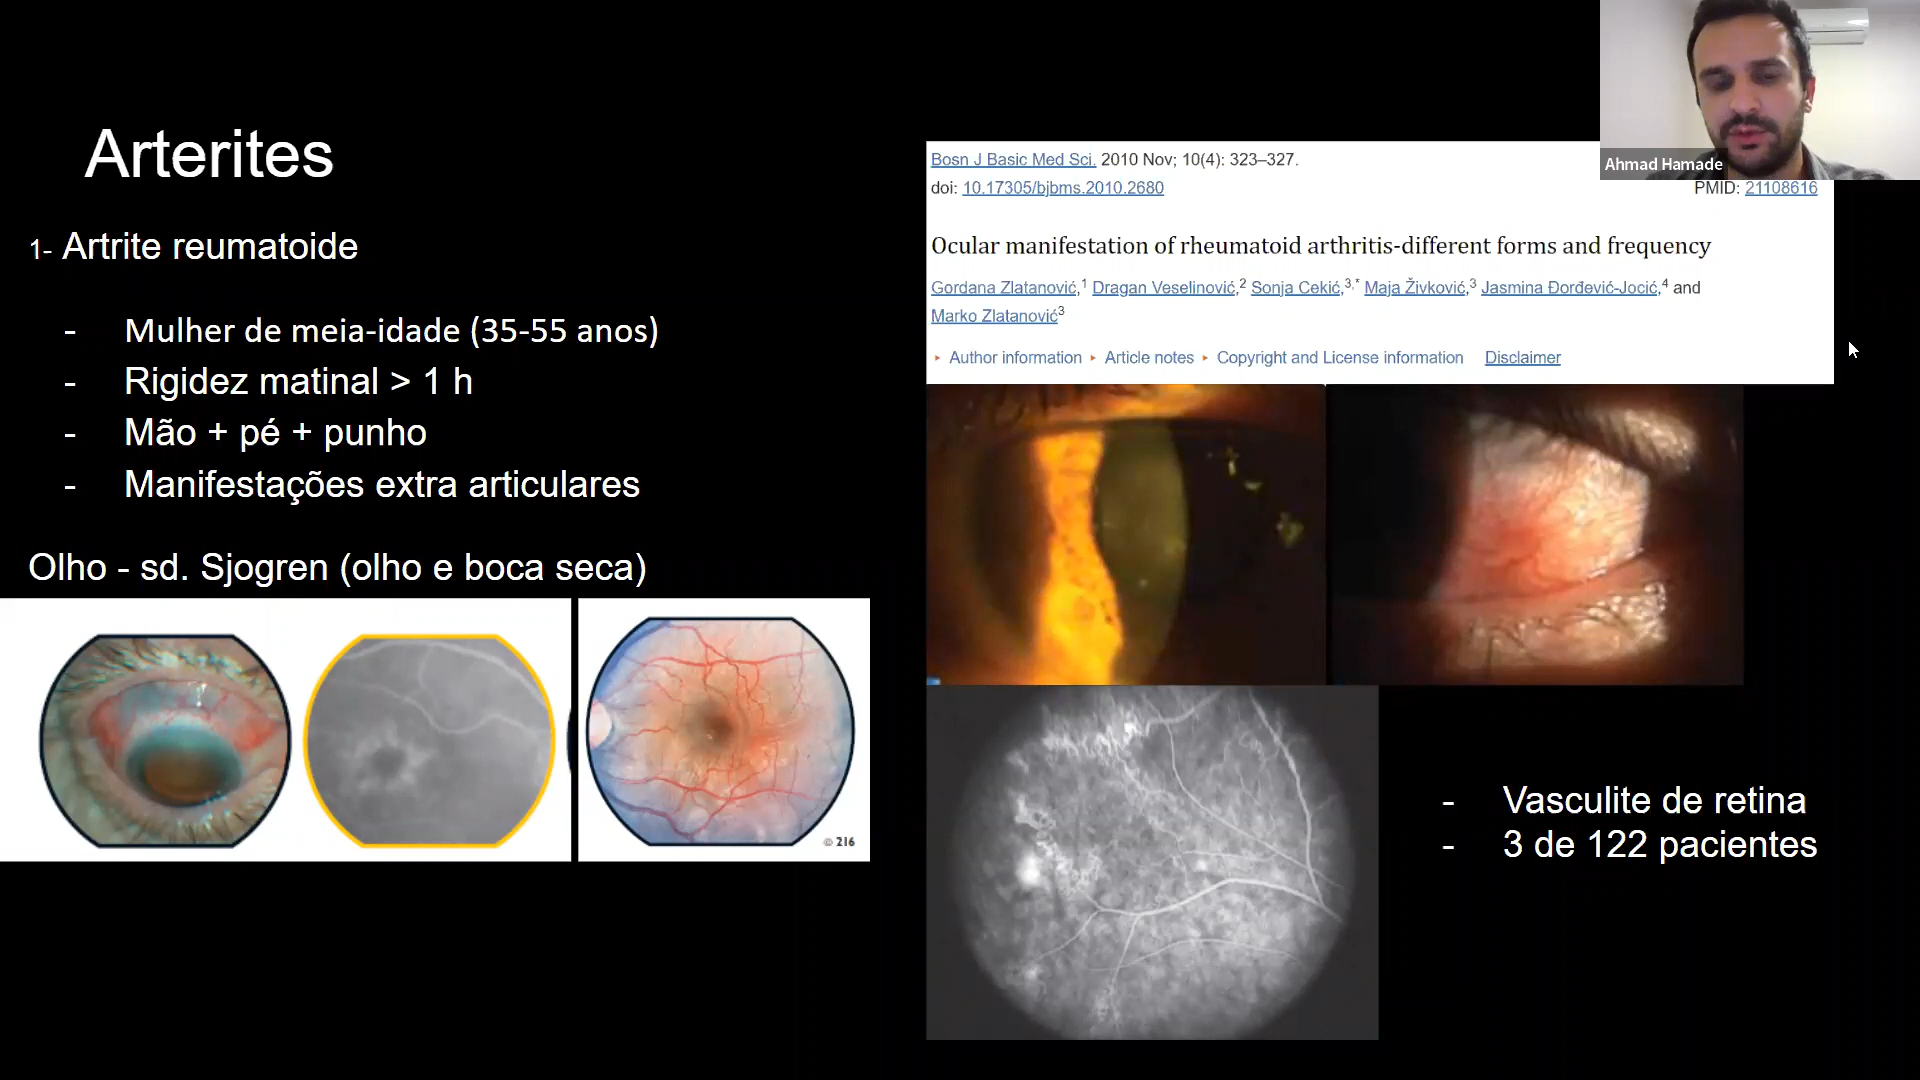 Arterites
1- Artrite reumatoide
- Mulher de meia-idade (35-55 anos)
- Rigidez matinal > 1 h
- Mão + pé + punho
- Manifestações extra articulares
Olho - sd. Sjogren (olho e boca seca)
© 216
Ahmad Hamade
Bosn J Basic Med Sci. 2010 Nov; 10(4): 323–327.
doi: 10.17305/bjbms.2010.2680 PMID: 21108616
Ocular manifestation of rheumatoid arthritis-different forms and frequency
Gordana Zlatanović,1 Dragan Veselinović,2 Sonja Cekić,3,* Maja Živković,3 Jasmina Đorđević-Jocić,4 and
Marko Zlatanović3
Author information Article notes Copyright and License information Disclaimer
- Vasculite de retina
- 3 de 122 pacientes